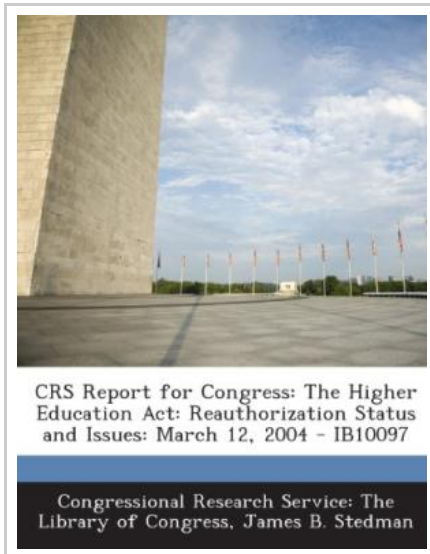 CRS Report for Congress: The Higher
Education Act: Reauthorization Status
and Issues: March 12, 2004 - IB10097
Congressional Research Service: The
Library of Congress, James B. Stedman